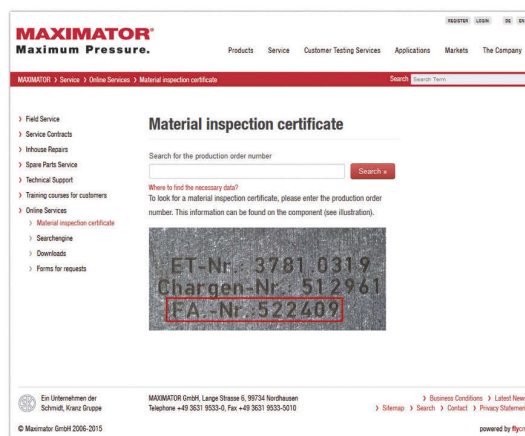 REGISTER LOGIN DE EN
MAXIMATOR®
Maximum Pressure.
Products Service Customer Testing Services Applications Markets The Company
MAXIMATOR > Service > Online Services > Material inspection certificate Search Search Term
> Field Service
> Service Contracts
> Inhouse Repairs
> Spare Parts Service
> Technical Support
> Training courses for customers
> Online Services
> Material inspection certificate
> Searchengine
> Downloads
> Forms for requests
Material inspection certificate
Search for the production order number
Search »
Where to find the necessary data?
To look for a material inspection certificate, please enter the production order
number. This information can be found on the component (see illustration).
ET-Nr.: 3781.0319
Chargen-Nr.: 512961
FA.-Nr.:522409
Ein Unternehmen der
Schmidt, Kranz Gruppe
MAXIMATOR GmbH, Lange Strasse 6, 99734 Nordhausen
Telephone +49 3631 9533-0, Fax +49 3631 9533-5010
> Business Conditions > Latest News
> Sitemap > Search > Contact > Privacy Statement
© Maximator GmbH 2006-2015
powered by flycn